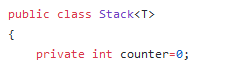 public class Stack<T>
{
private int counter=0;